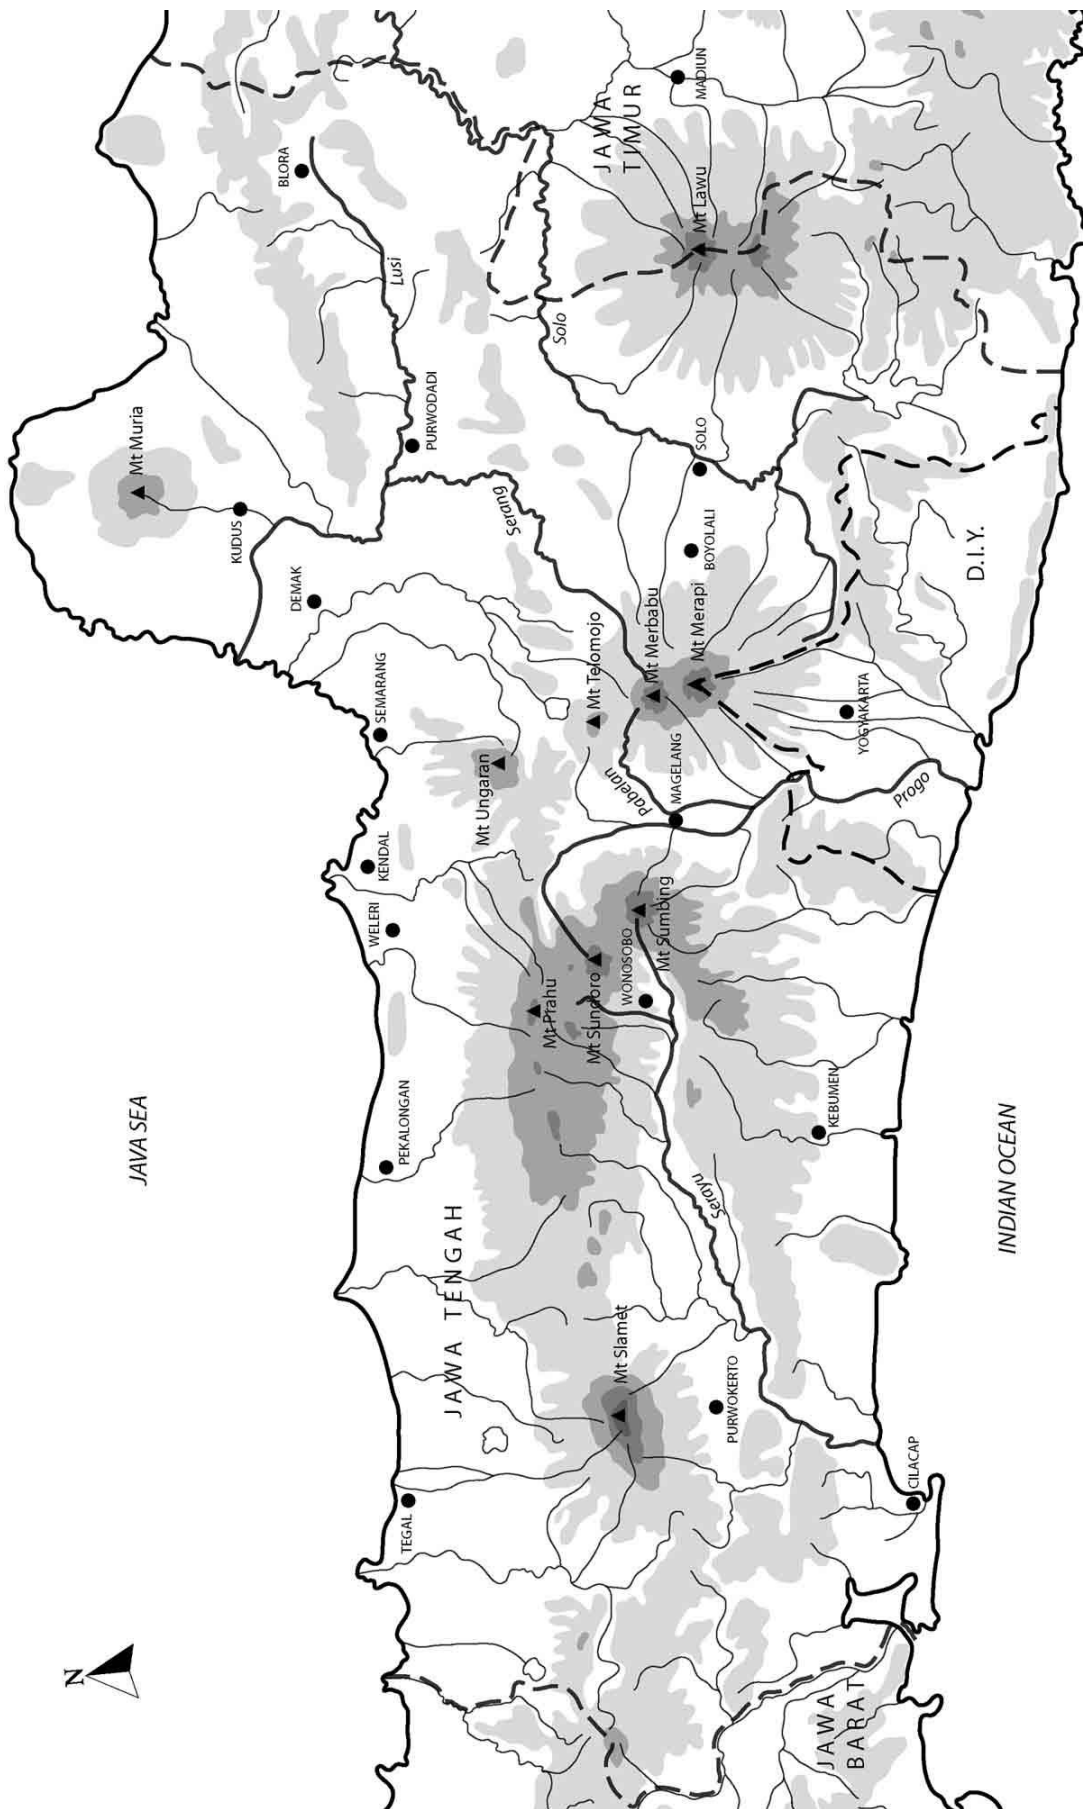 N
JAVA SEA
INDIAN OCEAN
JAWA
BARAT
JAWA TENGAH
JAWA
TIMUR
D.I.Y.
TEGAL
PEKALONGAN
WELERI
KENDAL
SEMARANG
DEMAK
KUDUS
Mt Muria
PURWODADI
BLORA
Lusi
Serang
Solo
Mt Slamet
PURWOKERTO
CILACAP
Serayu
KEBUMEN
Mt Prahu
Mt Sundoro
WONOSOBO
Mt Sumbing
Mt Ungaran
Mt Telomojo
Pabelan
MAGELANG
Mt Merbabu
Mt Merapi
BOYOLALI
SOLO
YOGYAKARTA
Progo
Mt Lawu
MADIUN